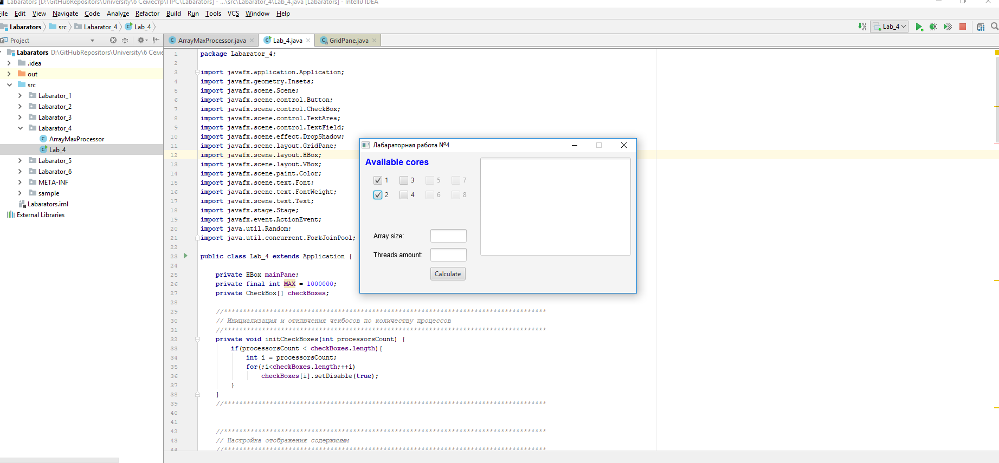 Labarators [D:\GitHubRepositors\University\6 Семестр\ПРС\Labarators] - ...\src\Labarator_4\Lab_4.java [Labarators] - IntelliJ IDEA
File Edit View Navigate Code Analyze Refactor Build Run Tools VCS Window Help
Labarators src Labarator_4 Lab_4
Lab_4
Project
ArrayMaxProcessor.java Lab_4.java GridPane.java
Labarators D:\GitHubRepositors\University\6 Семе
.idea
out
src
Labarator_1
Labarator_2
Labarator_3
Labarator_4
ArrayMaxProcessor
Lab_4
Labarator_5
Labarator_6
META-INF
sample
Labarators.iml
External Libraries
1 package Labarator_4;
2
3 import javafx.application.Application;
4 import javafx.geometry.Insets;
5 import javafx.scene.Scene;
6 import javafx.scene.control.Button;
7 import javafx.scene.control.CheckBox;
8 import javafx.scene.control.TextArea;
9 import javafx.scene.control.TextField;
10 import javafx.scene.effect.DropShadow;
11 import javafx.scene.layout.GridPane;
12 import javafx.scene.layout.HBox;
13 import javafx.scene.layout.VBox;
14 import javafx.scene.paint.Color;
15 import javafx.scene.text.Font;
16 import javafx.scene.text.FontWeight;
17 import javafx.scene.text.Text;
18 import javafx.stage.Stage;
19 import javafx.event.ActionEvent;
20 import java.util.Random;
21 import java.util.concurrent.ForkJoinPool;
22
23 public class Lab_4 extends Application {
24
25 private HBox mainPane;
26 private final int MAX = 1000000;
27 private CheckBox[] checkBoxes;
28
29 //*************************************************************************************
30 // Инициализация и отключения чекбосов по количеству процессов
31 //*************************************************************************************
32 private void initCheckBoxes(int processorsCount) {
33 if(processorsCount < checkBoxes.length){
34 int i = processorsCount;
35 for(;i<checkBoxes.length;++i)
36 checkBoxes[i].setDisable(true);
37 }
38 }
39 //*************************************************************************************
40
41
42 //*************************************************************************************
43 // Настройка отображения содержимым
44 //*************************************************************************************
Лабараторная работа №4
Available cores
1 3 5 7
2 4 6 8
Array size:
Threads amount:
Calculate